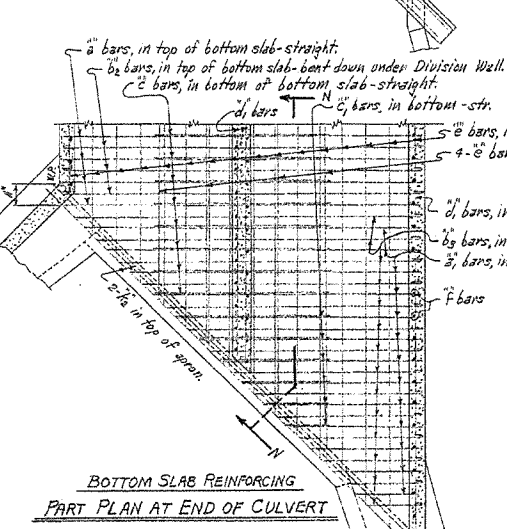 "a" bars, in top of bottom slab-straight.
"b2" bars, in top of bottom slab-bent down under Division Wall.
"c" bars, in bottom of bottom slab-straight.
N
"d1" bars
"c1" bars, in bottom-str.
5-"e" bars, i
4-"e" ba
W.P.
"d1" bars, in
"b3" bars, in
"a1" bars, in
"f" bars
2-"k2" in top of apron.
N
BOTTOM SLAB REINFORCING
PART PLAN AT END OF CULVERT